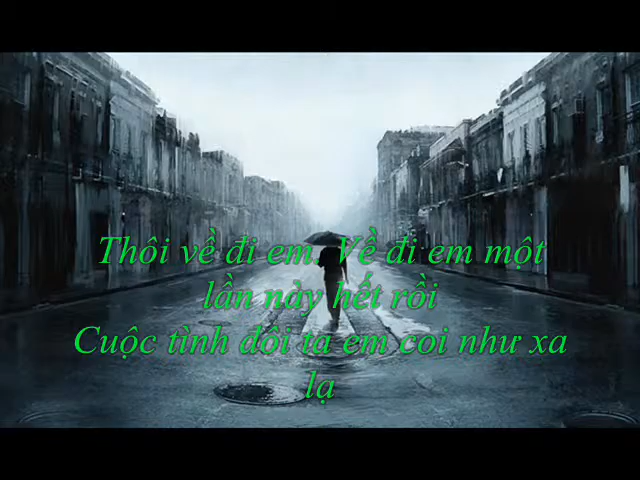 Thôi về đi em. Về đi em một
lần này hết rồi
Cuộc tình đôi ta em coi như xa
lạ